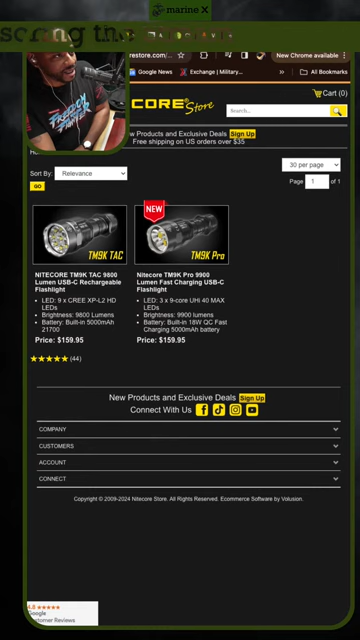 marine X
scaring the
restore.com/
New Chrome available
Google News
Exchange | Military...
All Bookmarks
CORE Store
Cart (0)
Search...
w Products and Exclusive Deals Sign Up
Free shipping on US orders over $35
30 per page
Sort By: Relevance
Page 1 of 1
GO
NEW
TM9K TAC
TM9K Pro
NITECORE TM9K TAC 9800 Lumen USB-C Rechargeable Flashlight
LED: 9 x CREE XP-L2 HD LEDs
Brightness: 9800 Lumens
Battery: Built-in 5000mAh 21700
Price: $159.95
(44)
Nitecore TM9K Pro 9900 Lumen Fast Charging USB-C Flashlight
LED: 3 x 9-core UHi 40 MAX LEDs
Brightness: 9900 lumens
Battery: Built-in 18W QC Fast Charging 5000mAh battery
Price: $159.95
New Products and Exclusive Deals Sign Up
Connect With Us
COMPANY
CUSTOMERS
ACCOUNT
CONNECT
Copyright © 2009-2024 Nitecore Store. All Rights Reserved. Ecommerce Software by Volusion.
4.8
Google
Customer Reviews